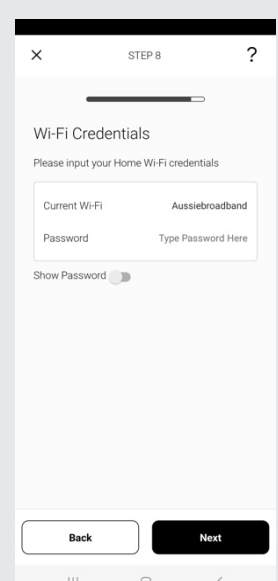 STEP 8 ?
Wi-Fi Credentials
Please input your Home Wi-Fi credentials
Current Wi-Fi Aussiebroadband
Password Type Password Here
Show Password
Back Next